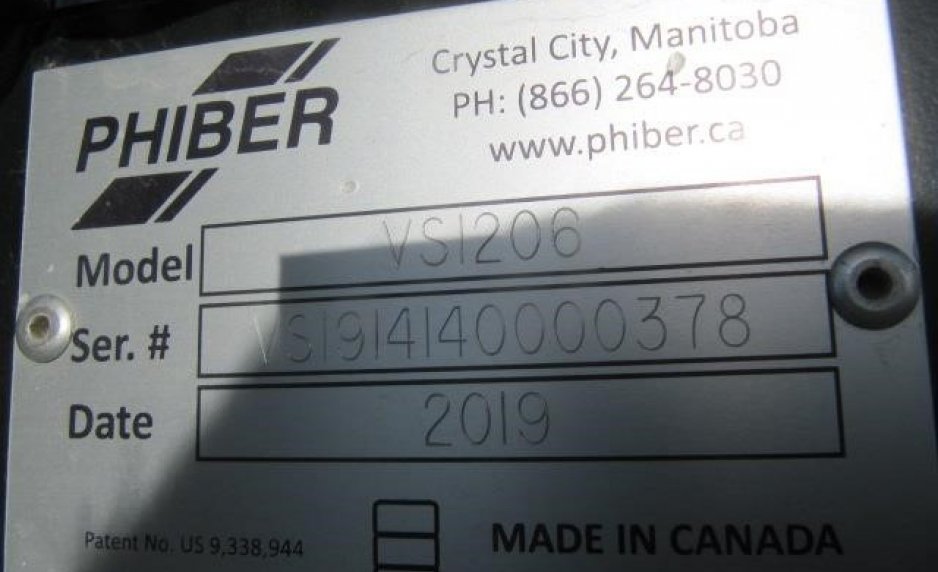 PHIBER
Crystal City, Manitoba
PH: (866) 264-8030
www.phiber.ca
Model VS1206
Ser. # VS1914140000378
Date 2019
Patent No. US 9,338,944
MADE IN CANADA